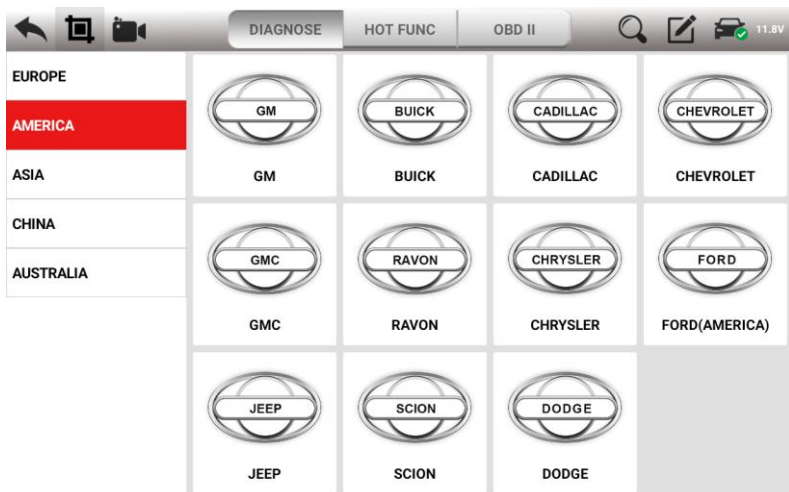 DIAGNOSE HOT FUNC OBD II 11.8V
EUROPE
AMERICA
ASIA
CHINA
AUSTRALIA
GM BUICK CADILLAC CHEVROLET
GM BUICK CADILLAC CHEVROLET
GMC RAVON CHRYSLER FORD
GMC RAVON CHRYSLER FORD(AMERICA)
JEEP SCION DODGE
JEEP SCION DODGE